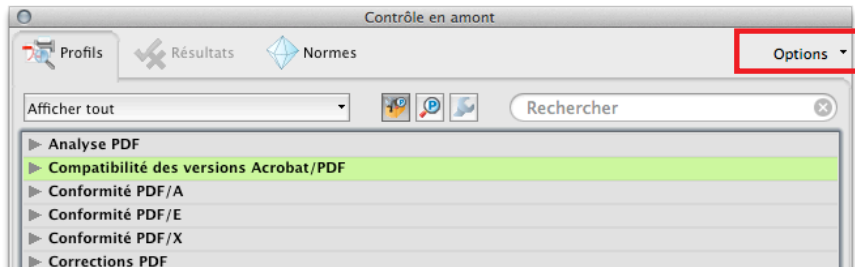 Contrôle en amont
Profils Résultats Normes Options
Afficher tout Rechercher
Analyse PDF
Compatibilité des versions Acrobat/PDF
Conformité PDF/A
Conformité PDF/E
Conformité PDF/X
Corrections PDF